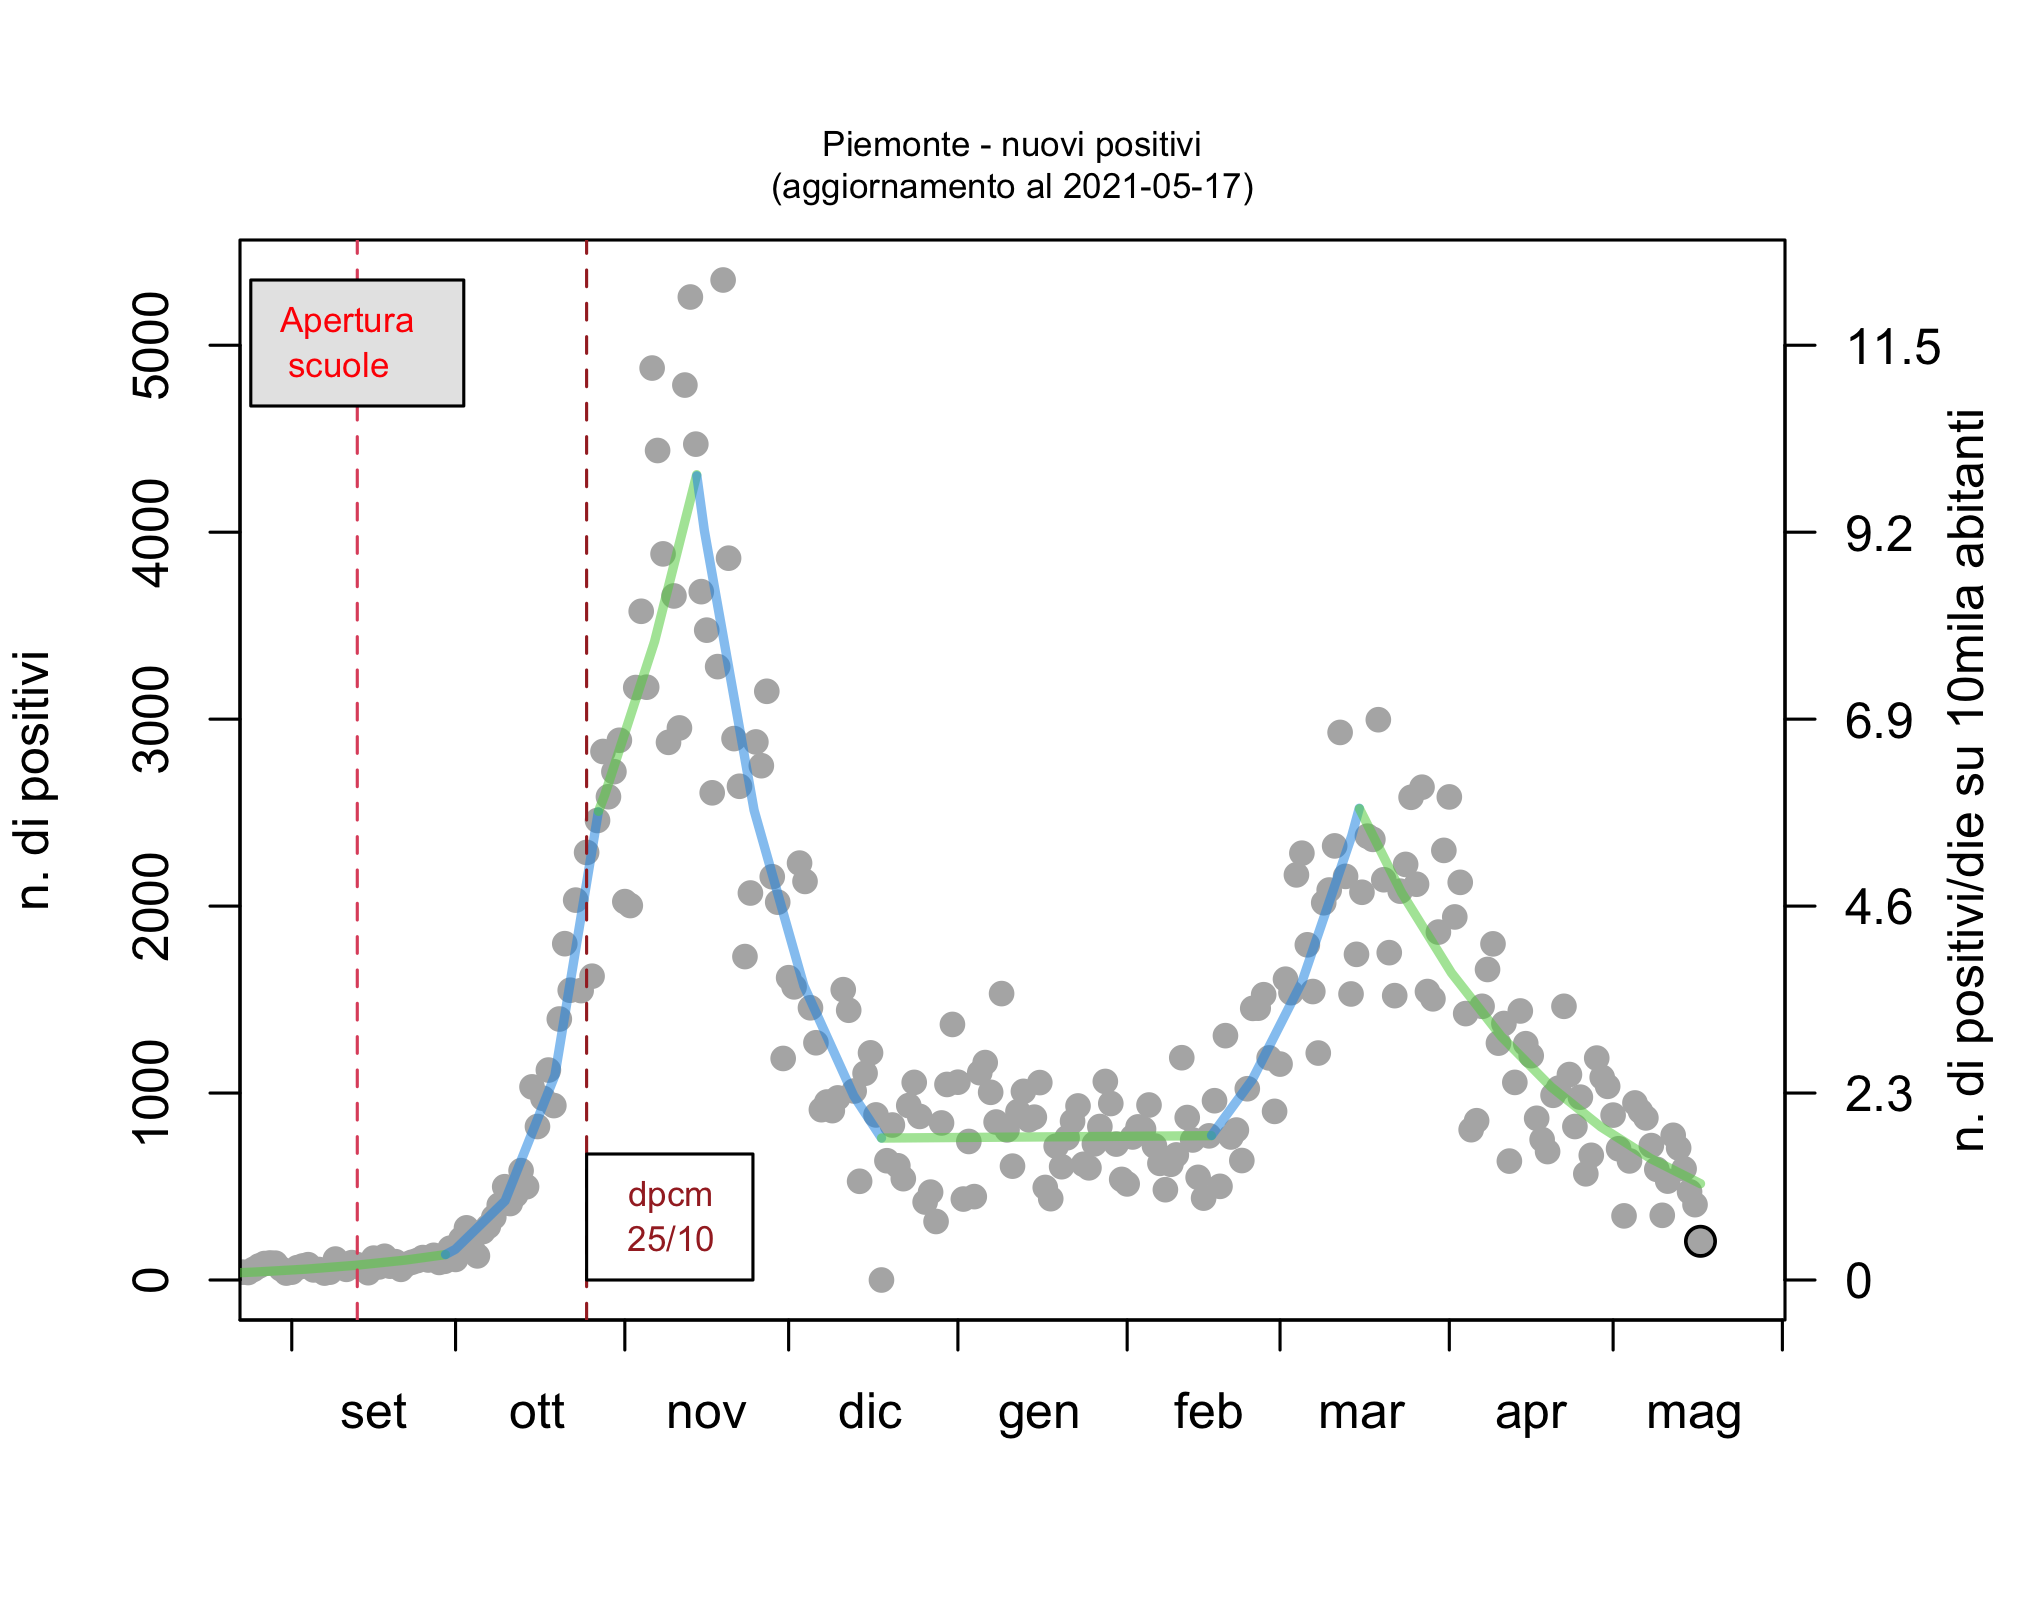 Piemonte - nuovi positivi
(aggiornamento al 2021-05-17)
n. di positivi
5000
4000
3000
2000
1000
0
Apertura
scuole
dpcm
25/10
11.5
9.2
6.9
4.6
2.3
0
n. di positivi/die su 10mila abitanti
set ott nov dic gen feb mar apr mag